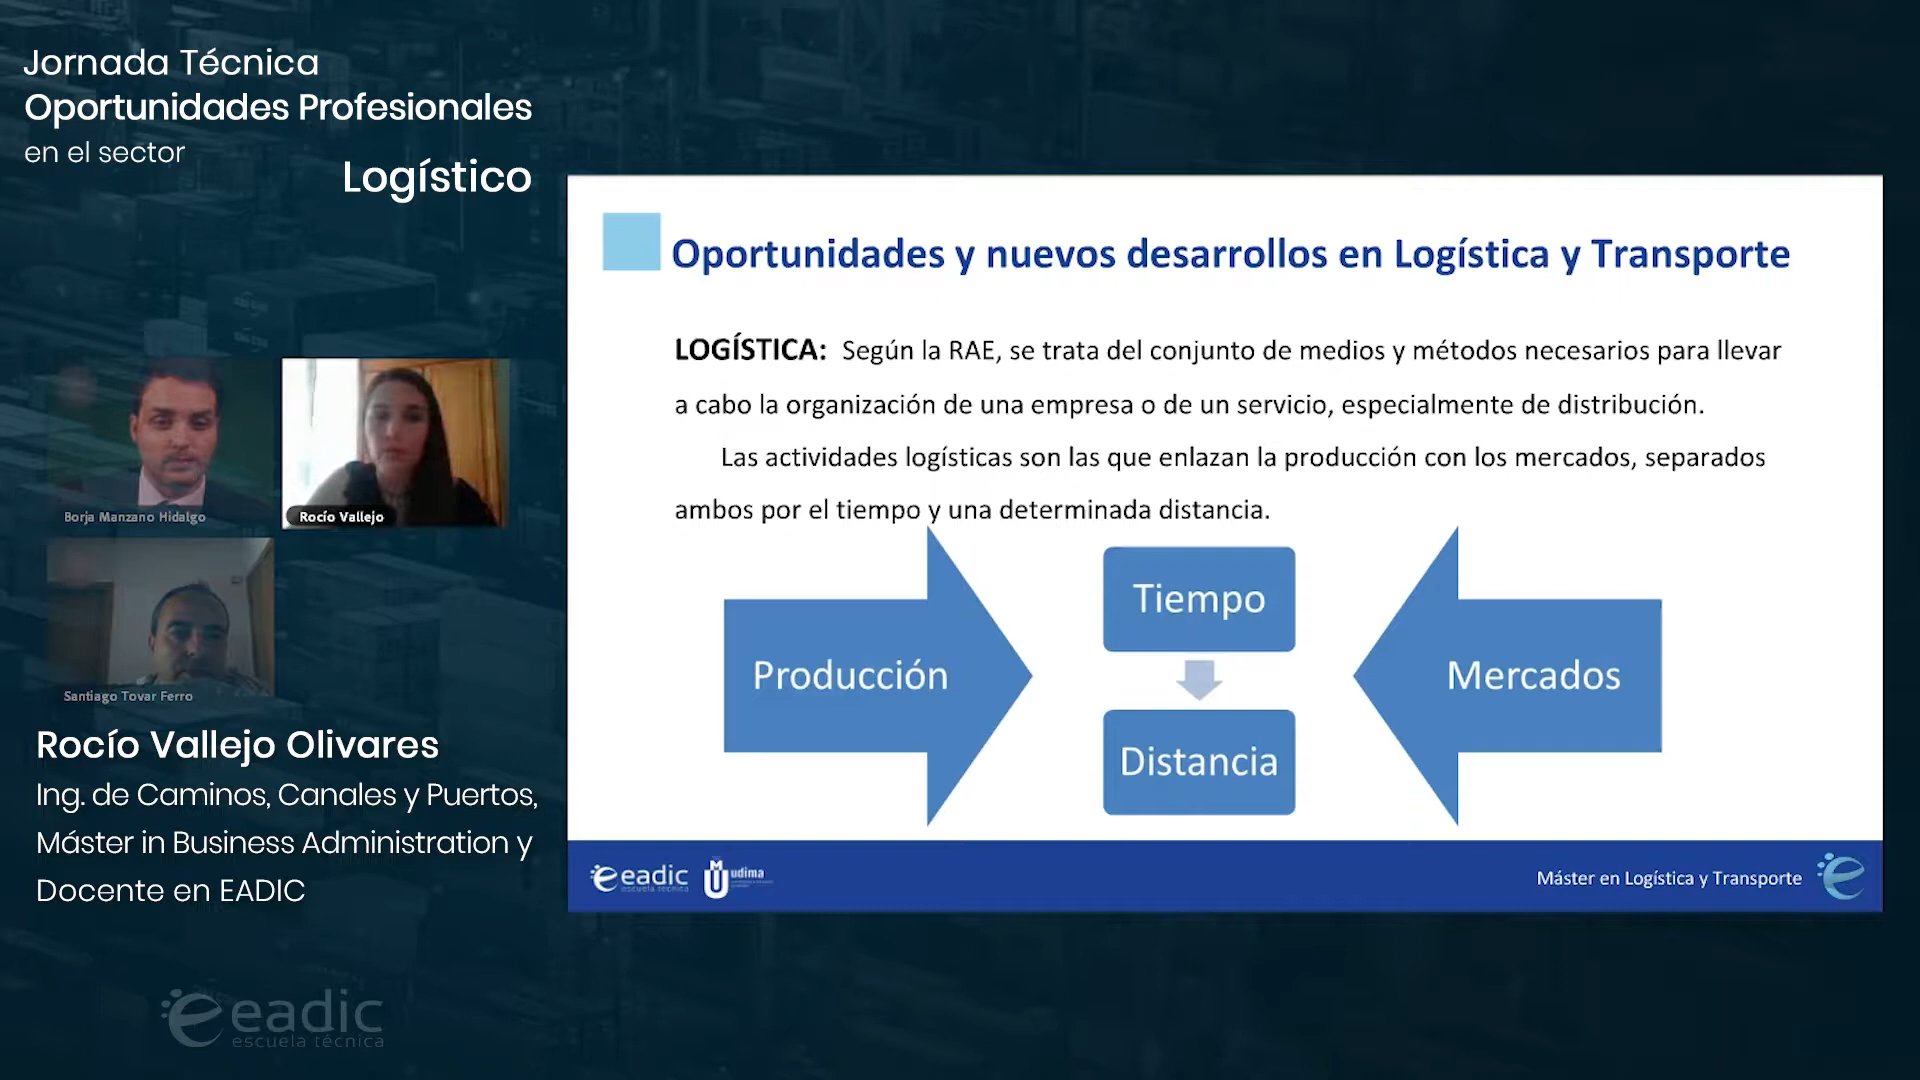 Jornada Técnica
Oportunidades Profesionales
en el sector
Logístico
Borja Manzano Hidalgo
Rocío Vallejo
Santiago Tovar Ferro
Rocío Vallejo Olivares
Ing. de Caminos, Canales y Puertos,
Máster in Business Administration y
Docente en EADIC
eadic
escuela técnica
Oportunidades y nuevos desarrollos en Logística y Transporte
LOGÍSTICA: Según la RAE, se trata del conjunto de medios y métodos necesarios para llevar
a cabo la organización de una empresa o de un servicio, especialmente de distribución.
Las actividades logísticas son las que enlazan la producción con los mercados, separados
ambos por el tiempo y una determinada distancia.
Producción
Tiempo
Distancia
Mercados
eadic
escuela técnica
udima
Máster en Logística y Transporte